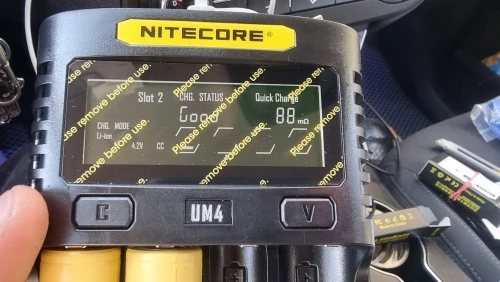 NITECORE®
Please remove before use.
Slot 2 CHG. STATUS Quick Charge
Good 88 mΩ
CHG. MODE
Li-ion 4.2V CC
C UM4 V